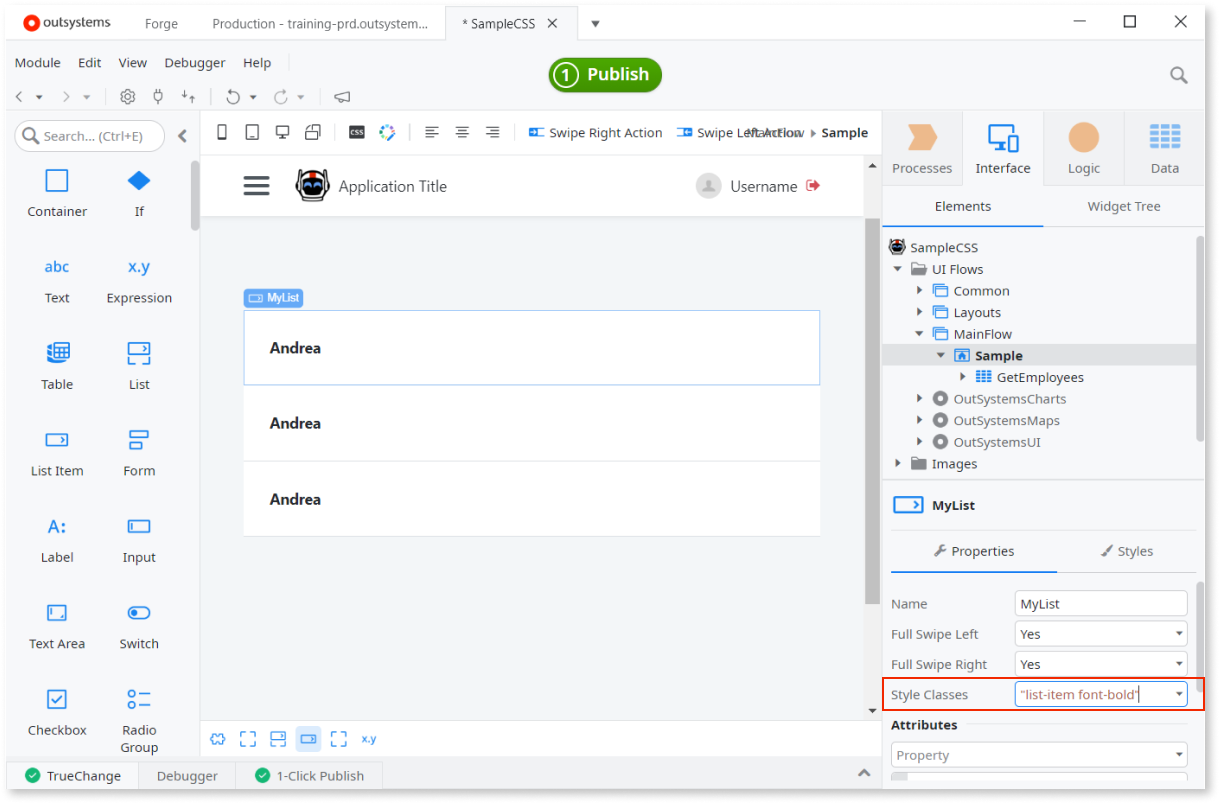 outsystems
Forge
Production - training-prd.outsystem...
* SampleCSS
Module Edit View Debugger Help
1 Publish
Search... (Ctrl+E)
CSS
Swipe Right Action
Swipe Left Action
MainFlow
Sample
Processes
Interface
Logic
Data
Container
If
abc
Text
x.y
Expression
Table
List
List Item
Form
A:
Label
Input
Text Area
Switch
Checkbox
Radio
Group
Application Title
Username
MyList
Andrea
Andrea
Andrea
x.y
Elements
Widget Tree
SampleCSS
UI Flows
Common
Layouts
MainFlow
Sample
GetEmployees
OutSystemsCharts
OutSystemsMaps
OutSystemsUI
Images
MyList
Properties
Styles
Name MyList
Full Swipe Left Yes
Full Swipe Right Yes
Style Classes "list-item font-bold"
Attributes
Property
TrueChange
Debugger
1-Click Publish